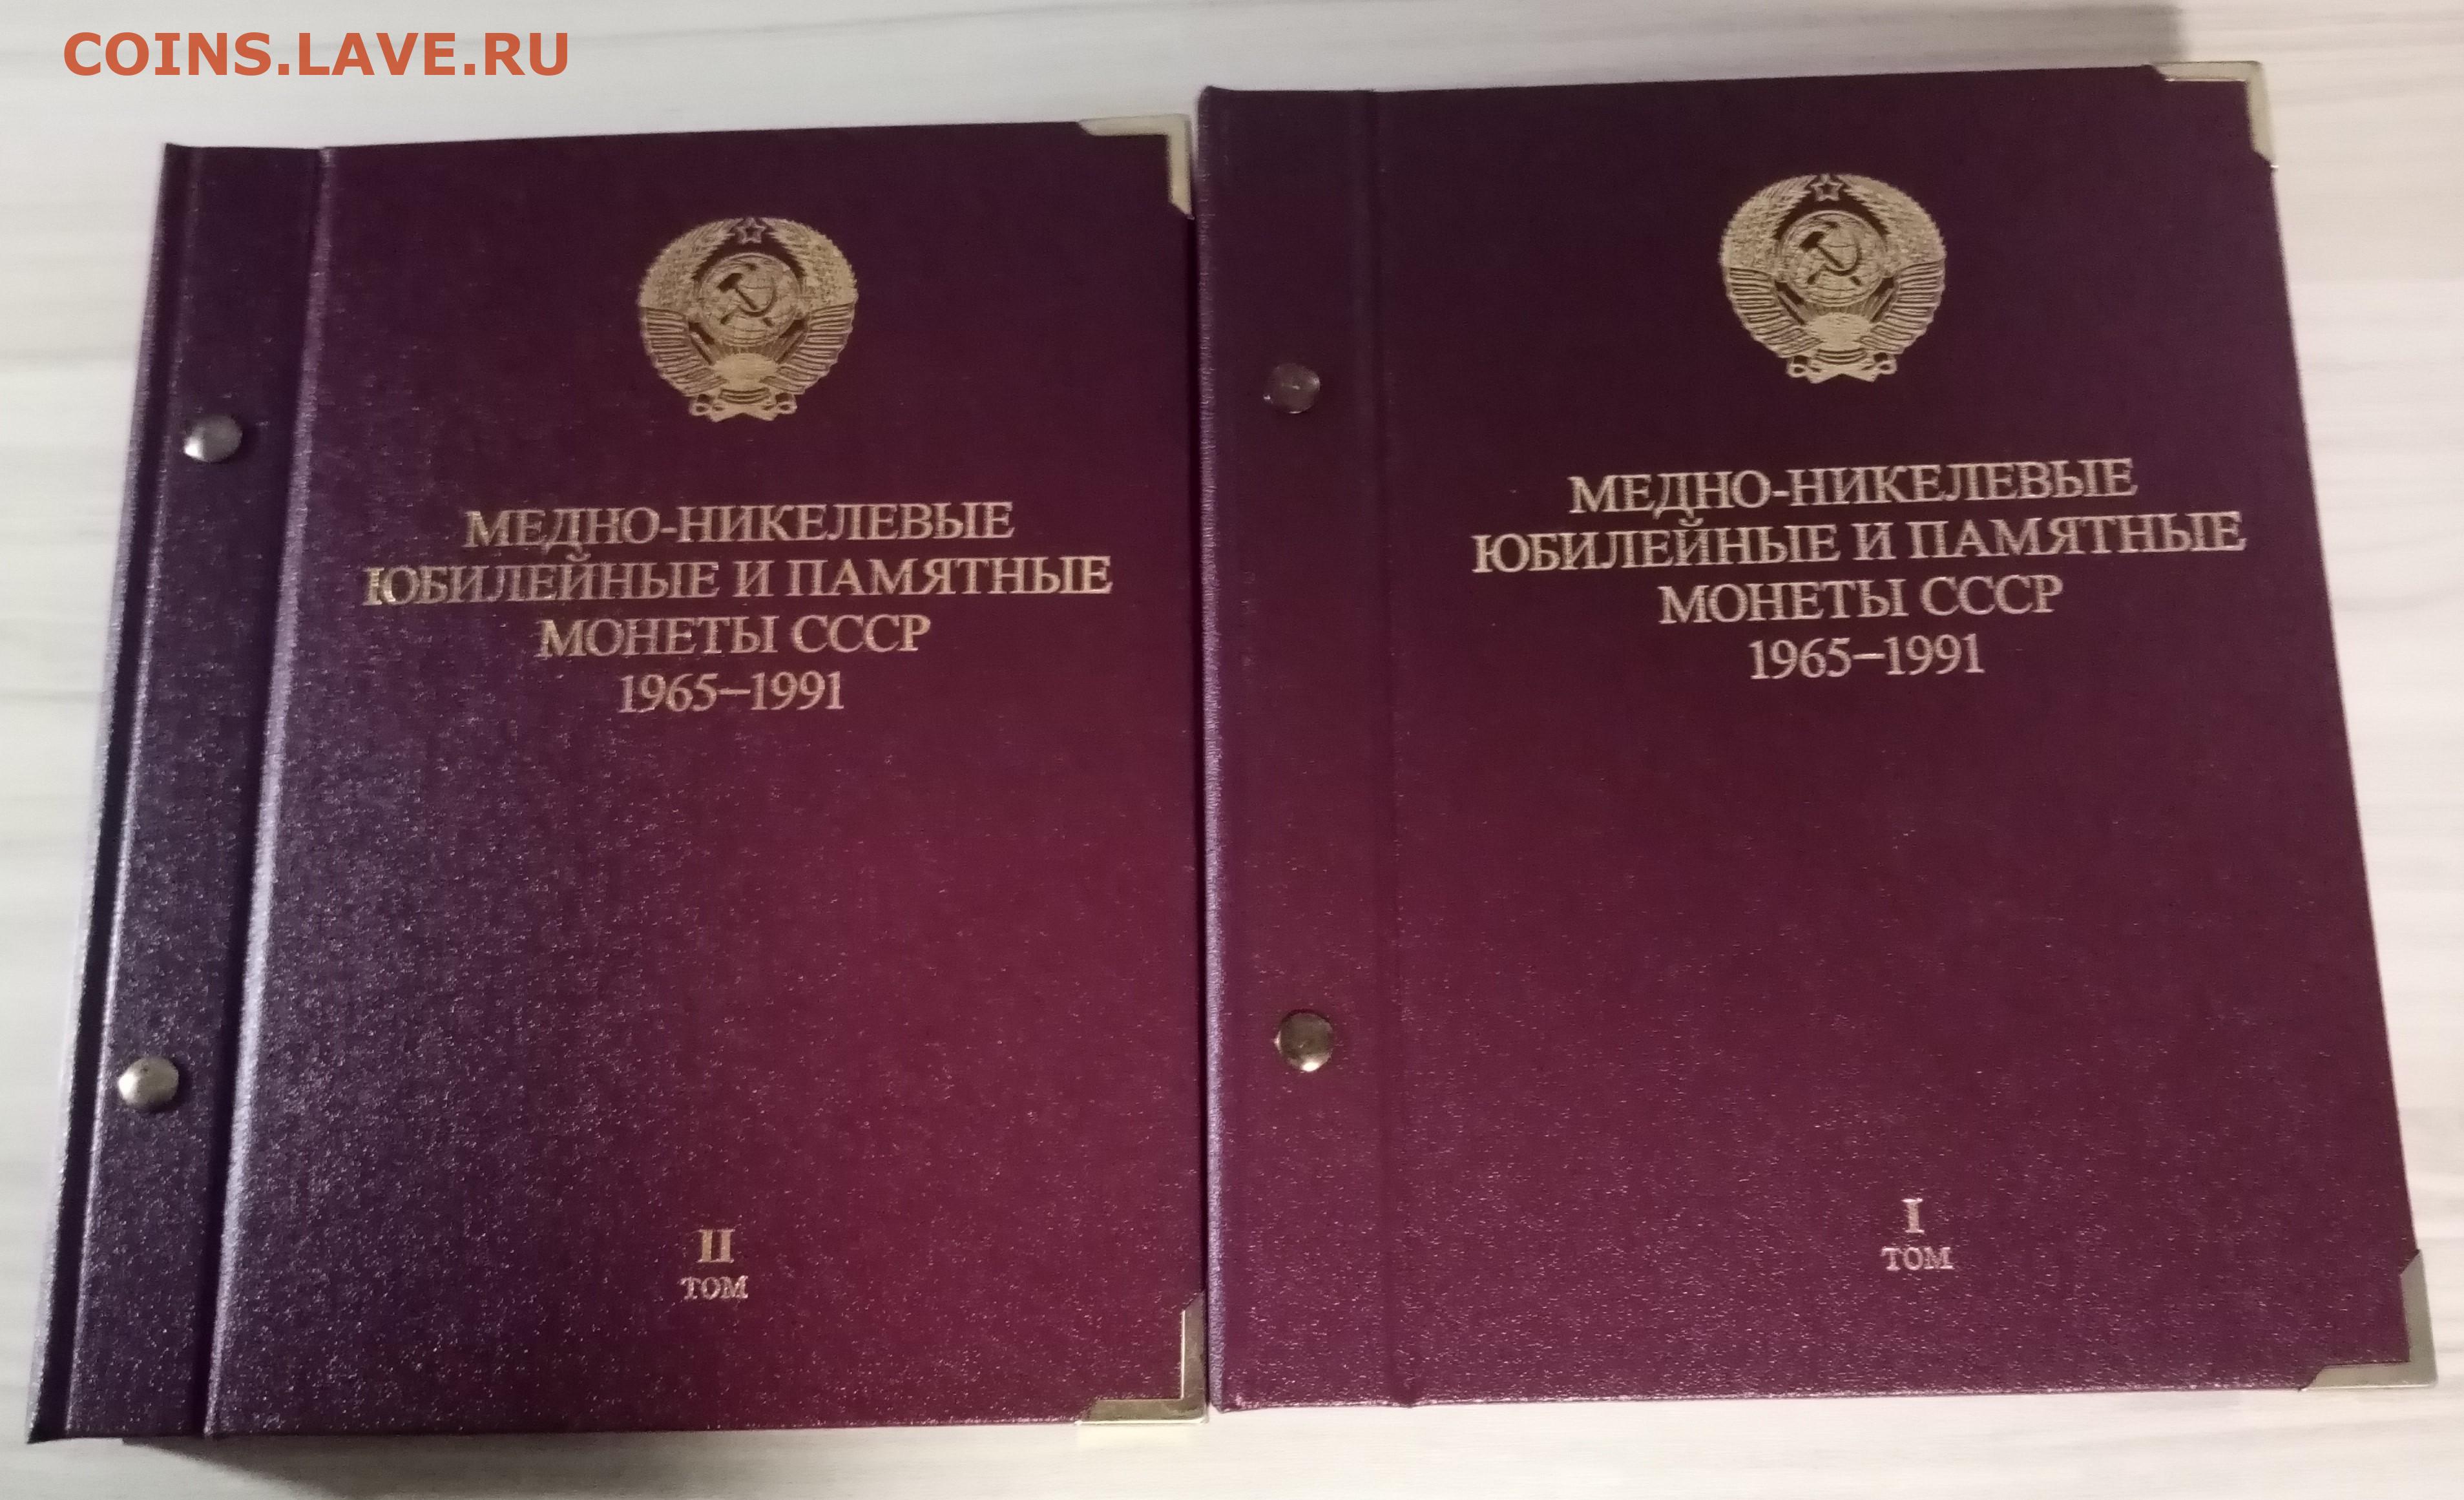 COINS.LAVE.RU
МЕДНО-НИКЕЛЕВЫЕ
ЮБИЛЕЙНЫЕ И ПАМЯТНЫЕ
МОНЕТЫ СССР
1965–1991
II
ТОМ
МЕДНО-НИКЕЛЕВЫЕ
ЮБИЛЕЙНЫЕ И ПАМЯТНЫЕ
МОНЕТЫ СССР
1965–1991
I
ТОМ